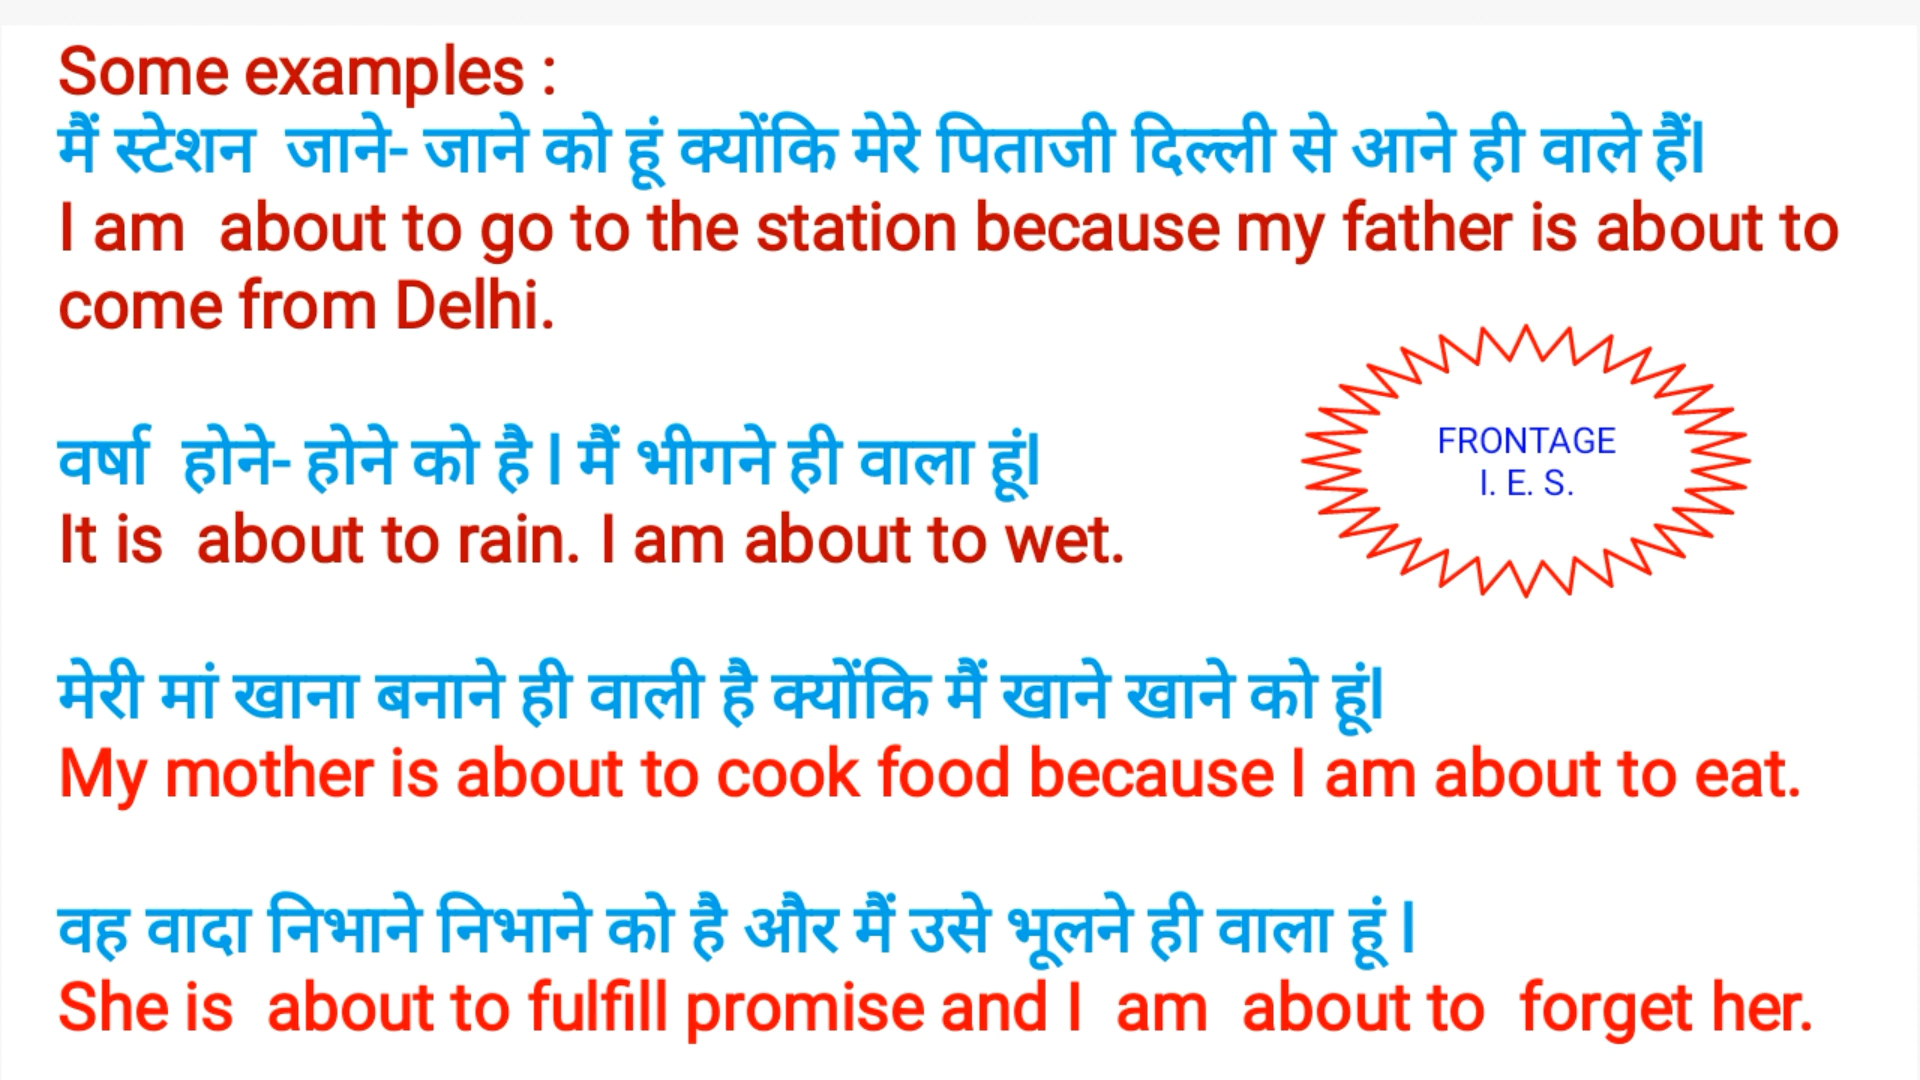 Some examples :
मैं स्टेशन  जाने- जाने को हूं क्योंकि मेरे पिताजी दिल्ली से आने ही वाले हैं।
I am  about to go to the station because my father is about to
come from Delhi.
वर्षा  होने- होने को है । मैं भीगने ही वाला हूं।
It is  about to rain. I am about to wet.
FRONTAGE
I. E. S.
मेरी मां खाना बनाने ही वाली है क्योंकि मैं खाने खाने को हूं।
My mother is about to cook food because I am about to eat.
वह वादा निभाने निभाने को है और मैं उसे भूलने ही वाला हूं ।
She is  about to fulfill promise and I  am  about to  forget her.